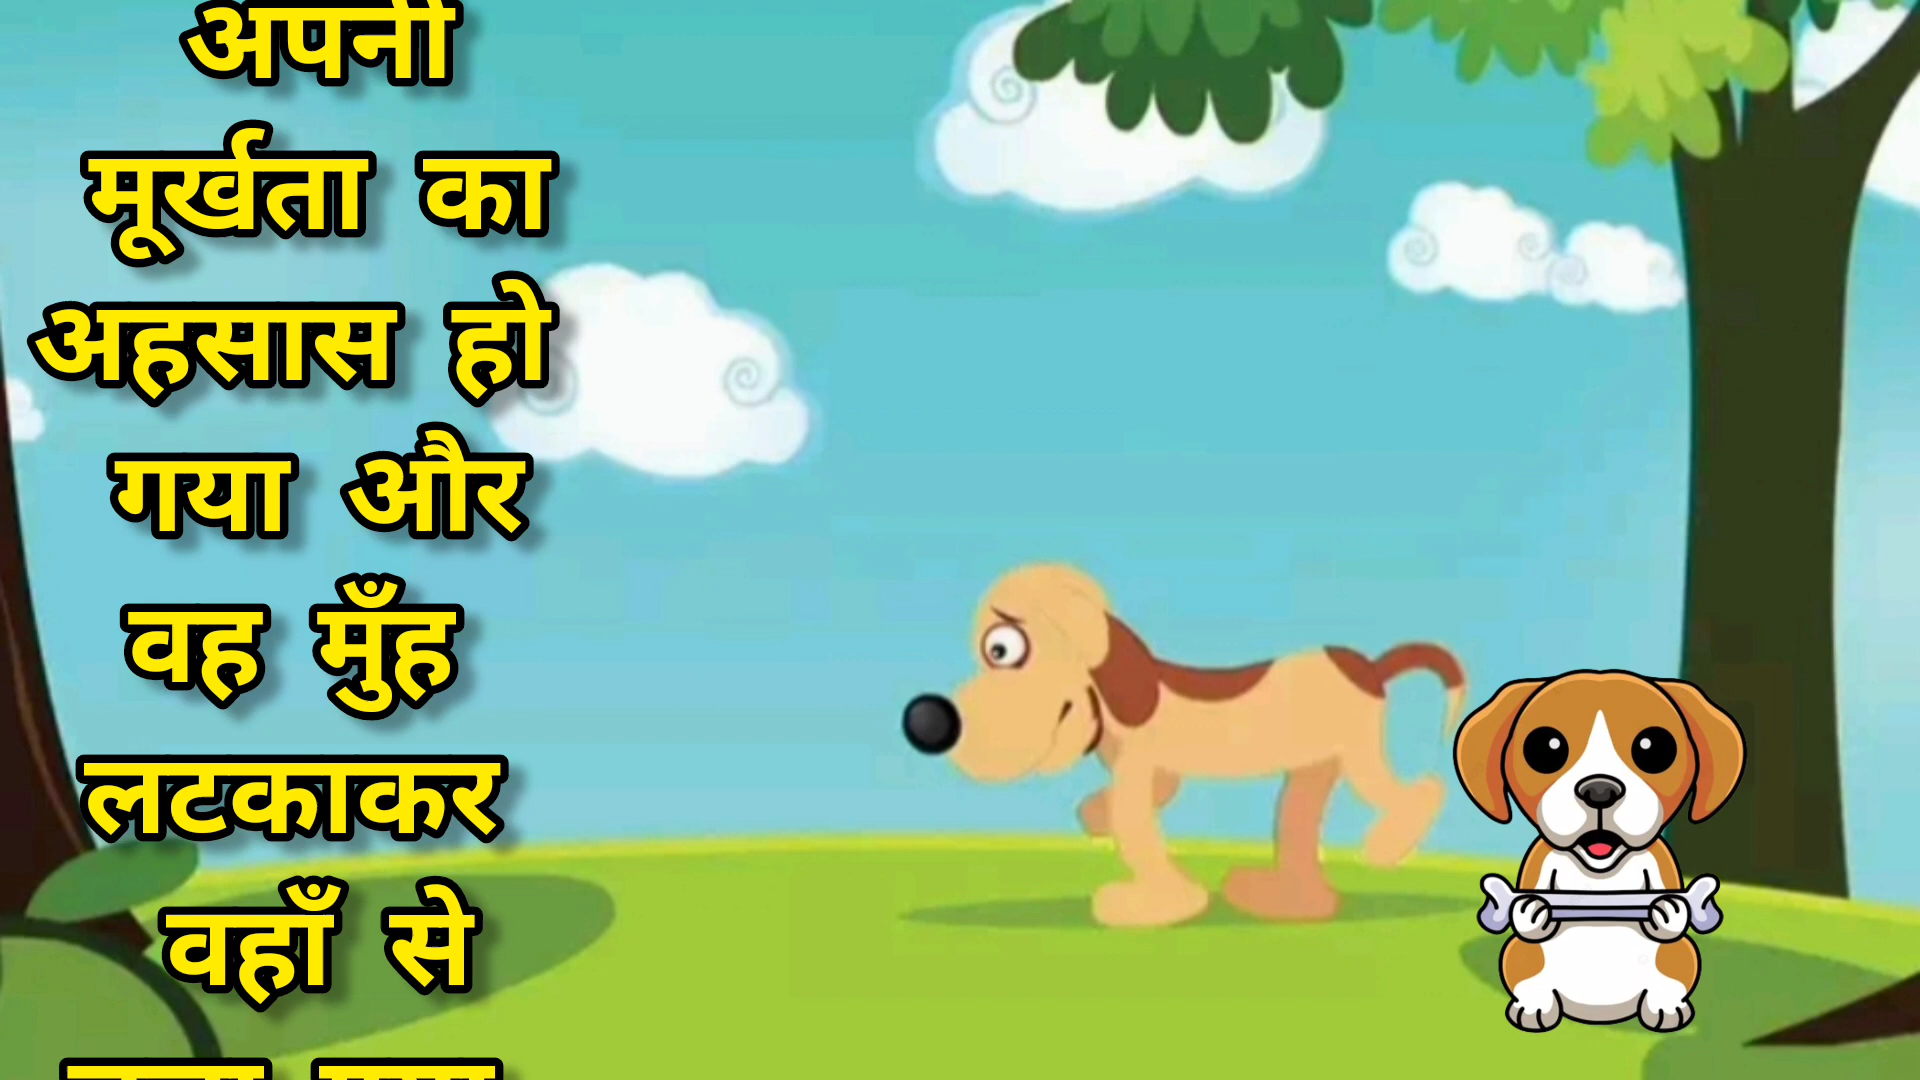 अपनी
मूर्खता का
अहसास हो
गया और
वह मुँह
लटकाकर
वहाँ से